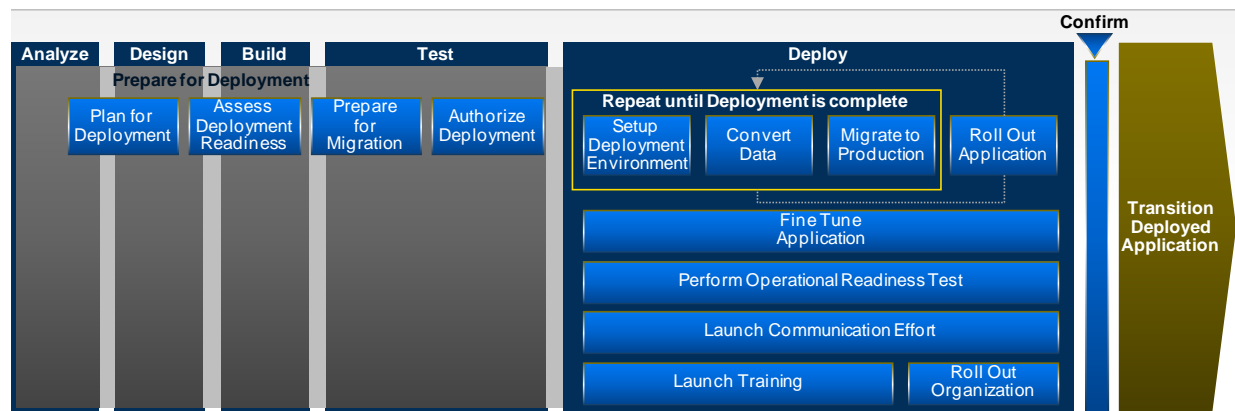 Confirm
Analyze
Design
Build
Test
Deploy
Prepare for Deployment
Plan for
Deployment
Assess
Deployment
Readiness
Prepare
for
Migration
Authorize
Deployment
Repeat until Deployment is complete
Setup
Deployment
Environment
Convert
Data
Migrate to
Production
Roll Out
Application
Fine Tune
Application
Perform Operational Readiness Test
Launch Communication Effort
Launch Training
Roll Out
Organization
Transition
Deployed
Application